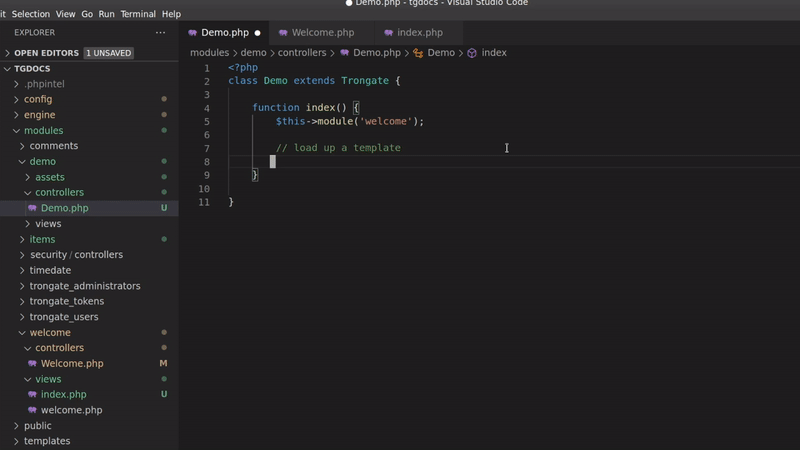 Demo.php - tgdocs - Visual Studio Code
it Selection View Go Run Terminal Help
EXPLORER ···
OPEN EDITORS 1 UNSAVED
TGDOCS
.phpintel
config
engine
modules
comments
demo
assets
controllers
Demo.php U
views
items
security / controllers
timedate
trongate_administrators
trongate_tokens
trongate_users
welcome
controllers
Welcome.php M
views
index.php U
welcome.php
public
templates
Demo.php Welcome.php index.php
modules > demo > controllers > Demo.php > Demo > index
1 <?php
2 class Demo extends Trongate {
3
4 function index() {
5 $this->module('welcome');
6
7 // load up a template
8
9 }
10
11 }